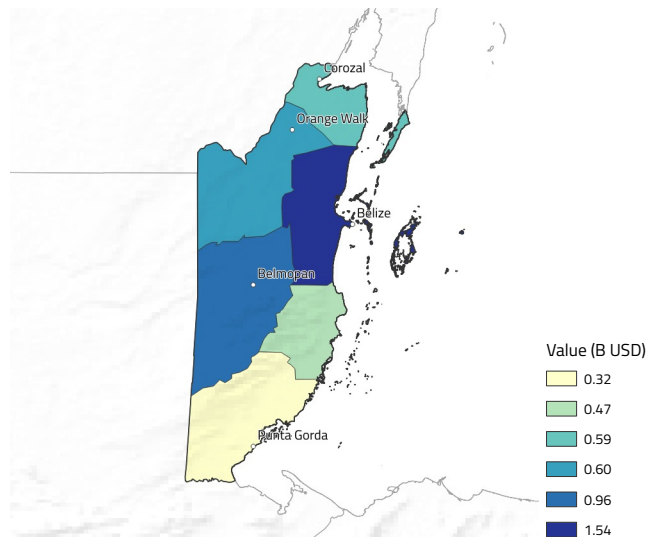 Corozal
Orange Walk
Belize
Belmopan
Punta Gorda
Value (B USD)
0.32
0.47
0.59
0.60
0.96
1.54